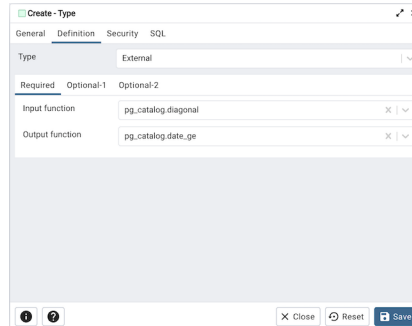 Create - Type
General Definition Security SQL
Type External
Required Optional-1 Optional-2
Input function pg_catalog.diagonal
Output function pg_catalog.date_ge
Close Reset Save